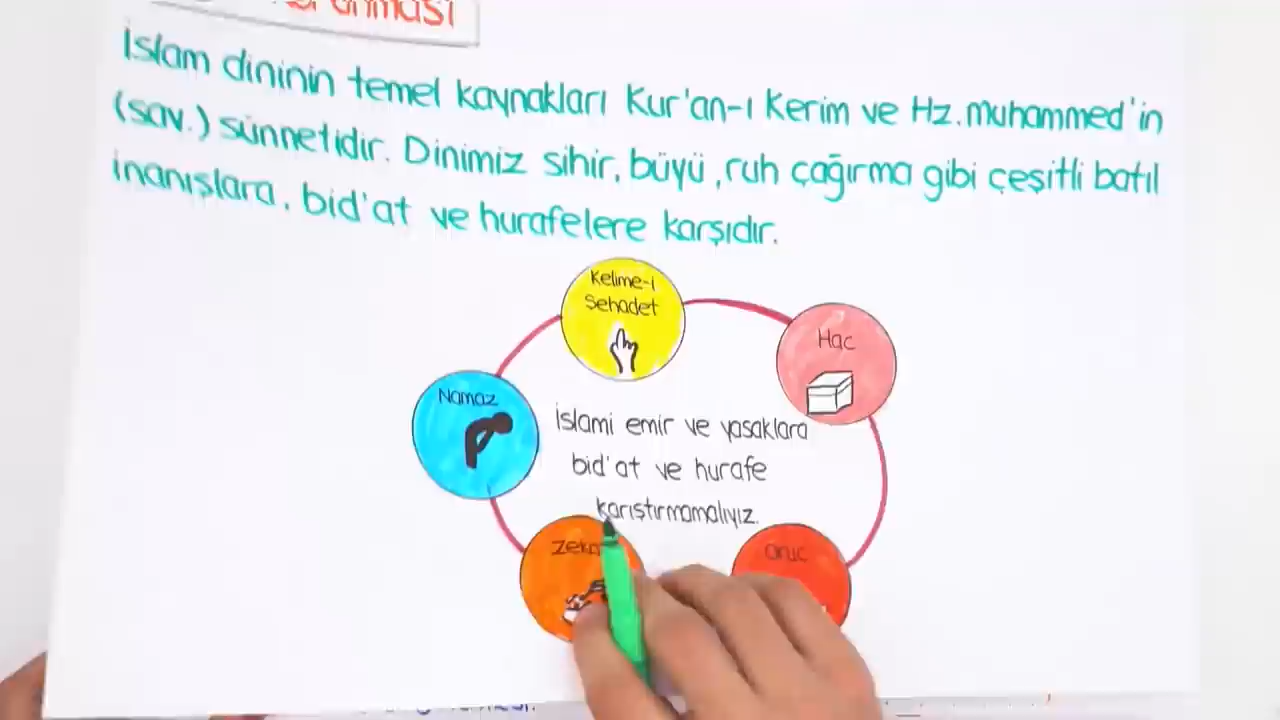 İslam dininin temel kaynakları Kur'an-ı Kerim ve Hz. muhammed'in
(sav.) sünnetidir. Dinimiz sihir, büyü, ruh çağırma gibi çeşitli batıl
inanışlara, bid'at ve hurafelere karşıdır.
Kelime-i
Şehadet
Hac
Namaz
İslami emir ve yasaklara
bid'at ve hurafe
karıştırmamalıyız.
Oruç